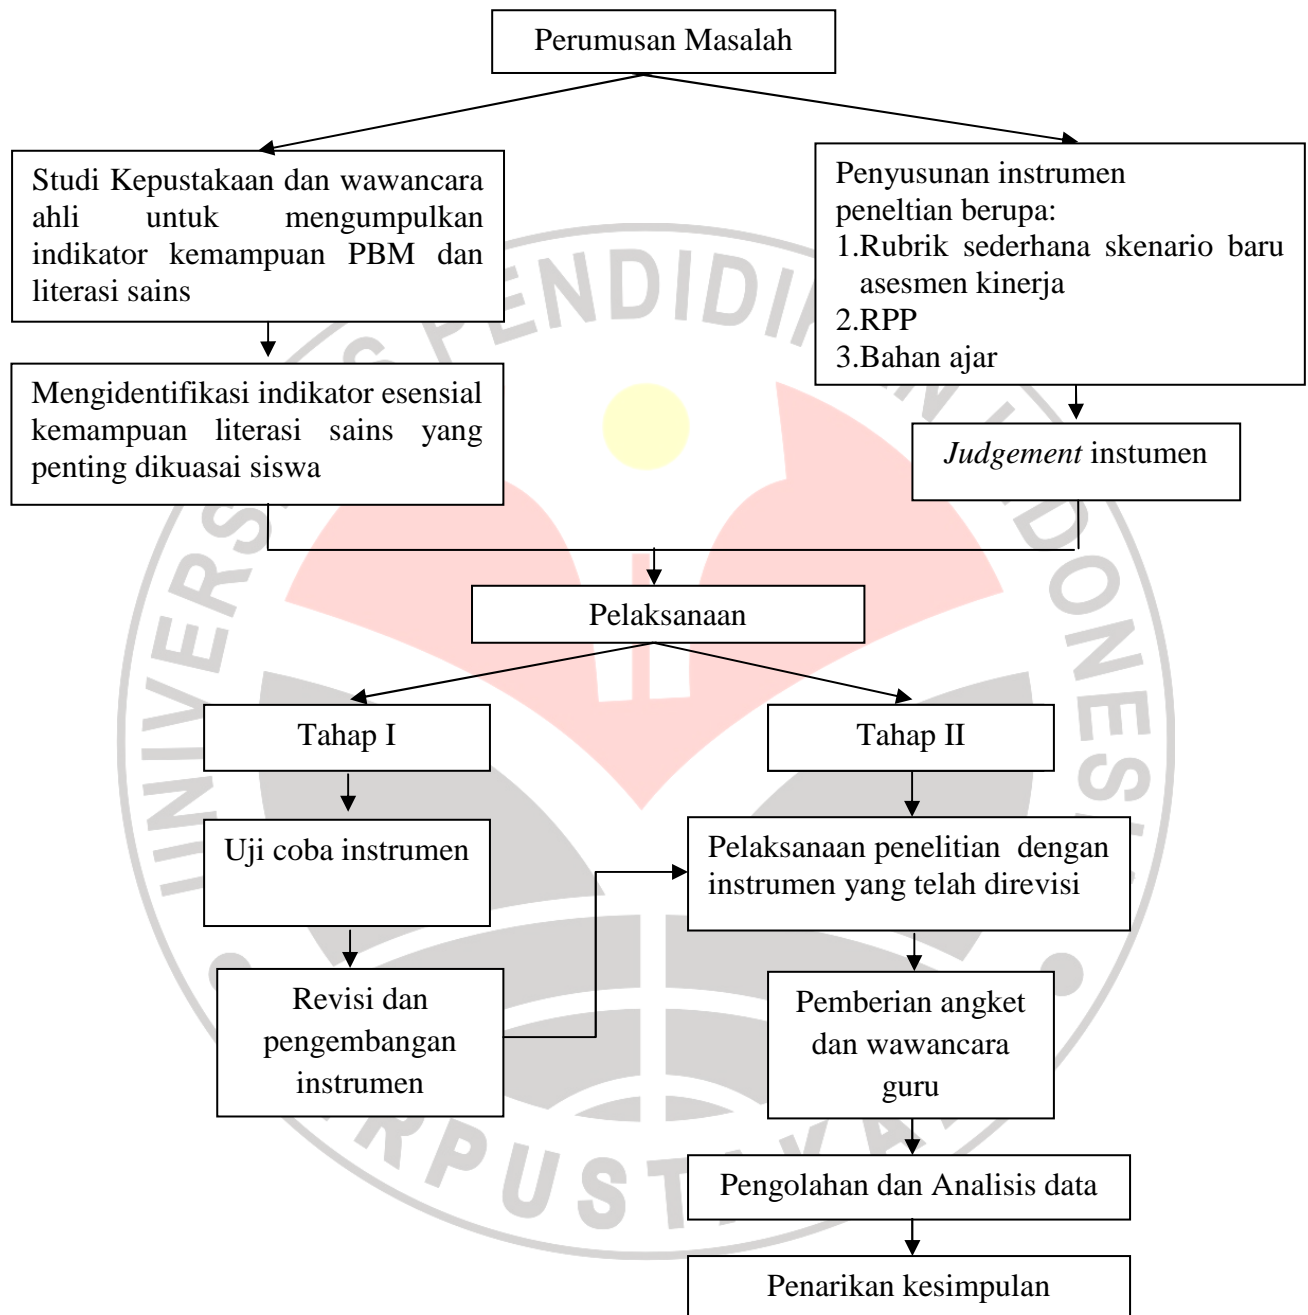 Perumusan Masalah
Studi Kepustakaan dan wawancara
ahli untuk mengumpulkan
indikator kemampuan PBM dan
literasi sains
Penyusunan instrumen
peneltian berupa:
1.Rubrik sederhana skenario baru
asesmen kinerja
2.RPP
3.Bahan ajar
Mengidentifikasi indikator esensial
kemampuan literasi sains yang
penting dikuasai siswa
Judgement instumen
Pelaksanaan
Tahap I
Tahap II
Uji coba instrumen
Pelaksanaan penelitian dengan
instrumen yang telah direvisi
Revisi dan
pengembangan
instrumen
Pemberian angket
dan wawancara
guru
Pengolahan dan Analisis data
Penarikan kesimpulan